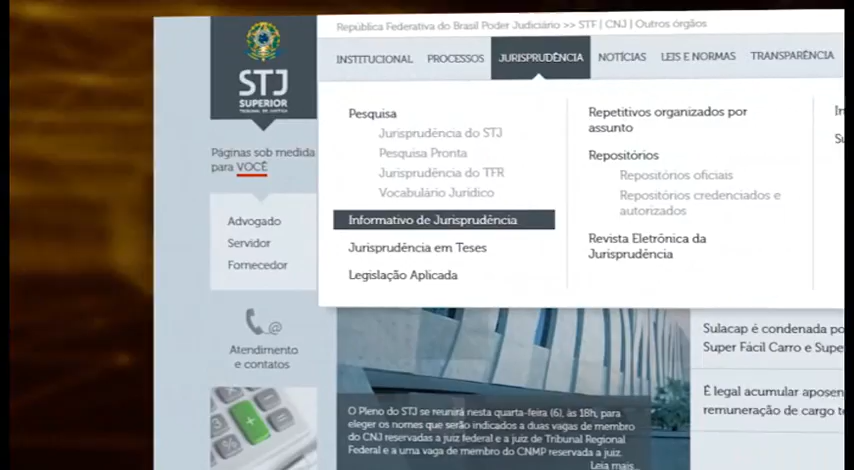 República Federativa do Brasil Poder Judiciário >> STF | CNJ | Outros órgãos
INSTITUCIONAL PROCESSOS JURISPRUDÊNCIA NOTÍCIAS LEIS E NORMAS TRANSPARÊNCIA
STJ
SUPERIOR
TRIBUNAL DE JUSTIÇA
Páginas sob medida
para VOCÊ
Advogado
Servidor
Fornecedor
Atendimento
e contatos
Pesquisa
Jurisprudência do STJ
Pesquisa Pronta
Jurisprudência do TFR
Vocabulário Jurídico
Informativo de Jurisprudência
Jurisprudência em Teses
Legislação Aplicada
Repetitivos organizados por
assunto
Repositórios
Repositórios oficiais
Repositórios credenciados e
autorizados
Revista Eletrônica da
Jurisprudência
O Pleno do STJ se reunirá nesta quarta-feira (6), às 18h, para
eleger os nomes que serão indicados a duas vagas de membro
do CNJ reservadas a juiz federal e a juiz de Tribunal Regional
Federal e a uma vaga de membro do CNMP reservada a juiz.
Leia mais...
Sulacap é condenada po
Super Fácil Carro e Supe
É legal acumular aposen
remuneração de cargo t